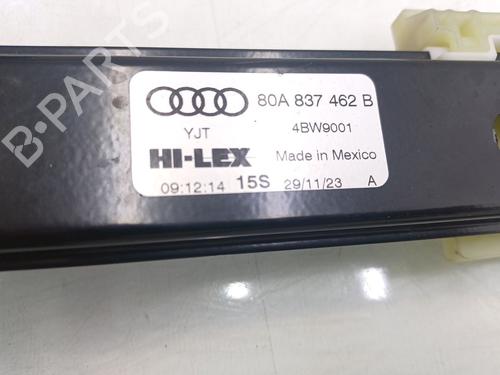 80A 837 462 B
YJT 4BW9001
HI-LEX Made in Mexico
09:12:14 15S 29/11/23 A
B-PARTS